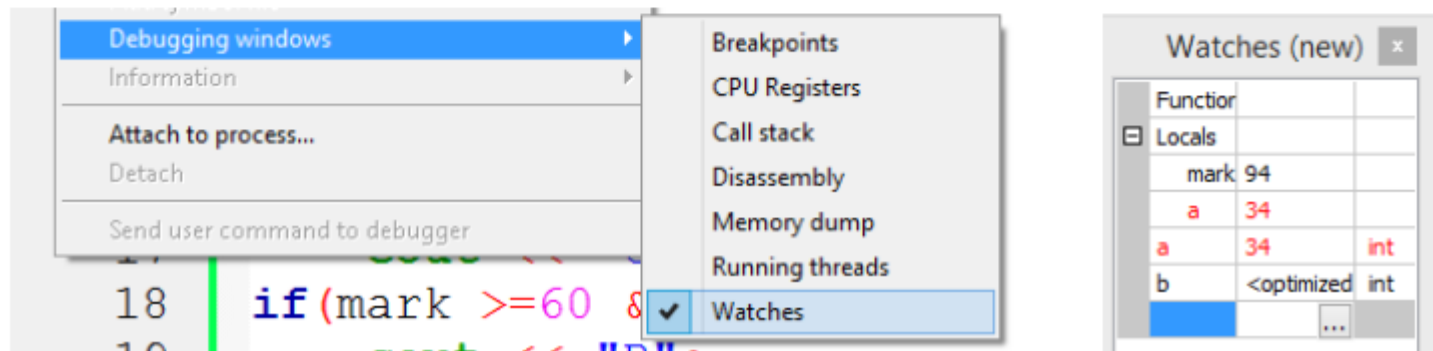 Debugging windows
Information
Attach to process...
Detach
Send user command to debugger
18 if(mark >=60 &
Breakpoints
CPU Registers
Call stack
Disassembly
Memory dump
Running threads
Watches
Watches (new) x
Function
Locals
mark 94
a 34
a 34 int
b <optimized int
...